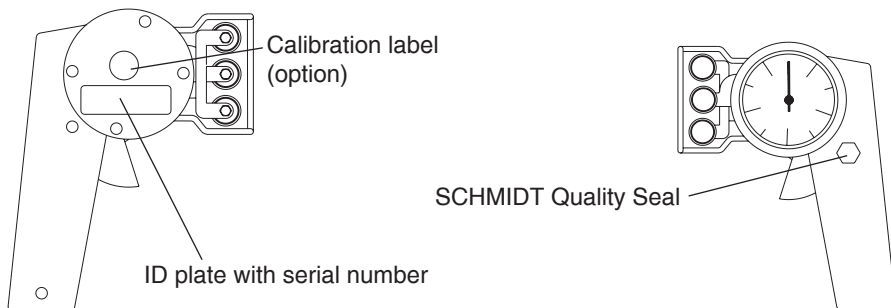 Calibration label
(option)
SCHMIDT Quality Seal
ID plate with serial number